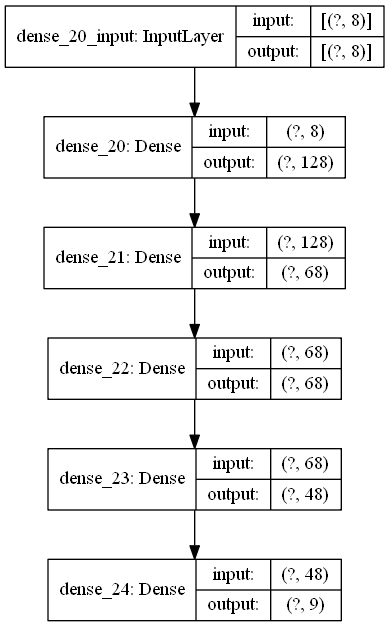 dense_20_input: InputLayer
input: [(?, 8)]
output: [(?, 8)]
dense_20: Dense
input: (?, 8)
output: (?, 128)
dense_21: Dense
input: (?, 128)
output: (?, 68)
dense_22: Dense
input: (?, 68)
output: (?, 68)
dense_23: Dense
input: (?, 68)
output: (?, 48)
dense_24: Dense
input: (?, 48)
output: (?, 9)